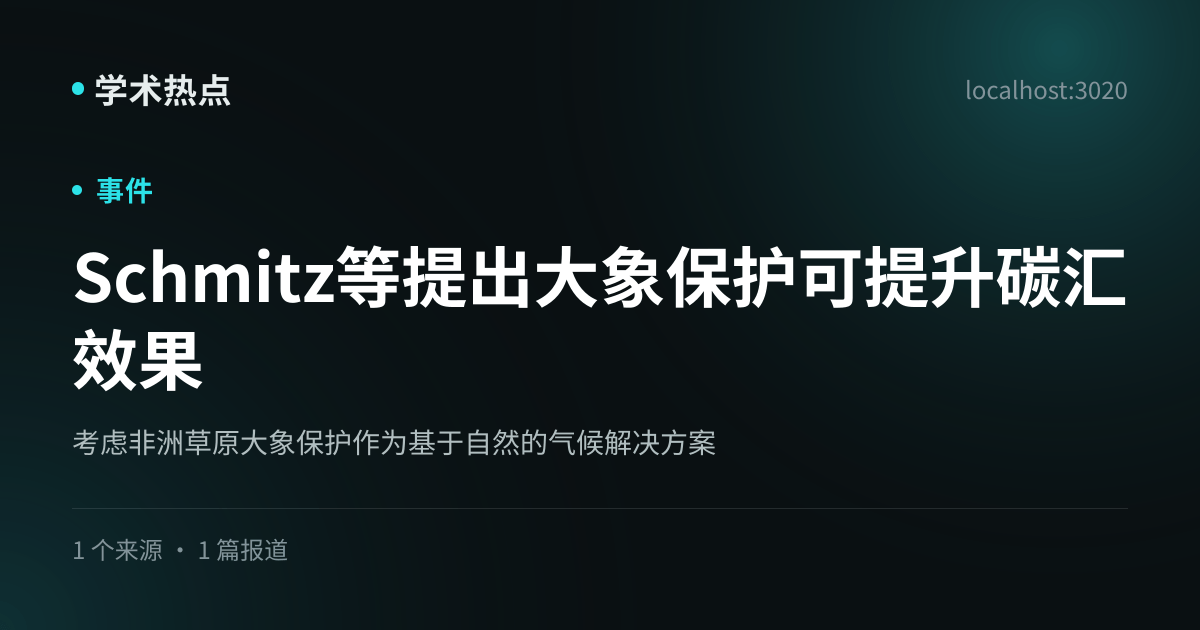 学术热点
localhost:3020
事件
Schmitz等提出大象保护可提升碳汇
效果
考虑非洲草原大象保护作为基于自然的气候解决方案
1 个来源 · 1 篇报道